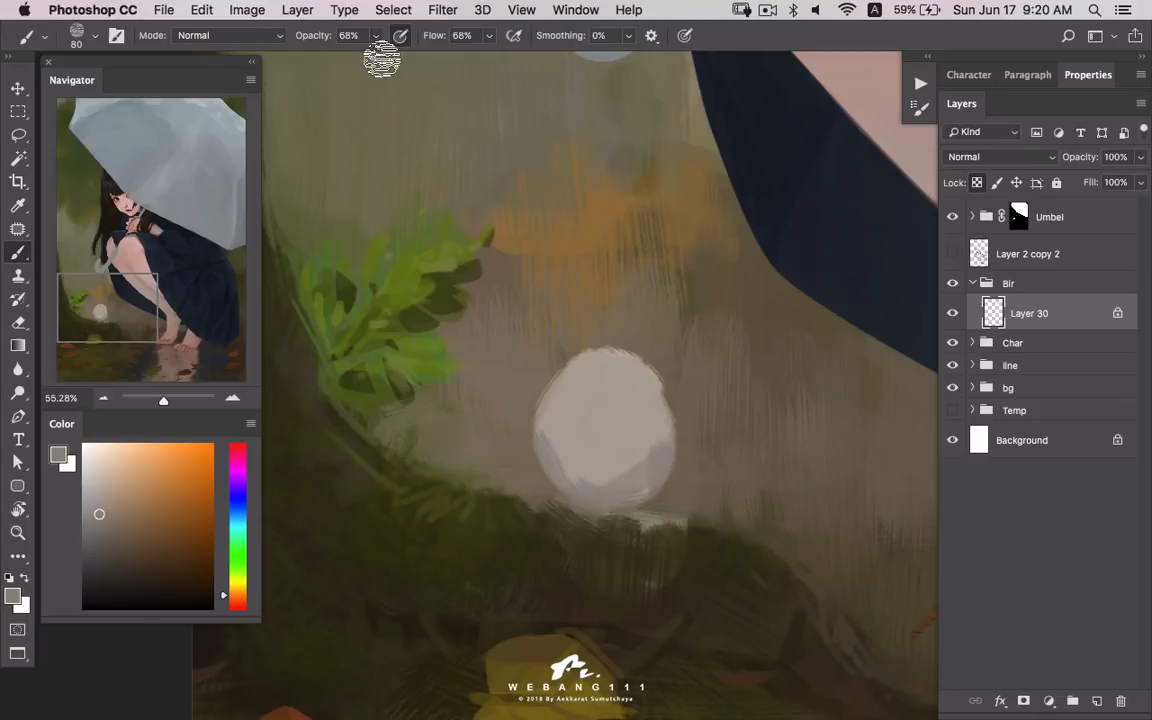 Photoshop CC File Edit Image Layer Type Select Filter 3D View Window Help A 59% Sun Jun 17 9:20 AM
80 Mode: Normal Opacity: 68% Flow: 68% Smoothing: 0%
Navigator
55.28%
Color
Character Paragraph Properties
Layers
Kind
Normal Opacity: 100%
Lock: Fill: 100%
Umbel
Layer 2 copy 2
Layer 30
Char
bg
Temp
Background
WEBANG111
© 2019 By Aekkarat Sumutchaya